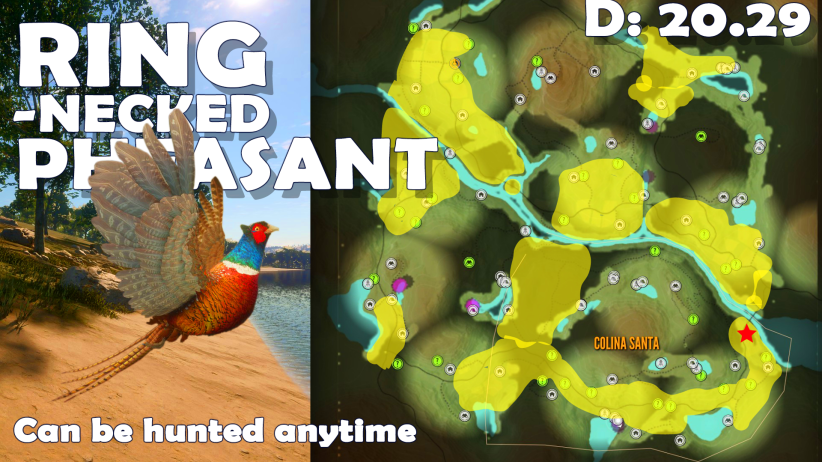 RING
-NECKED
PHEASANT
D: 20.29
COLINA SANTA
Can be hunted anytime